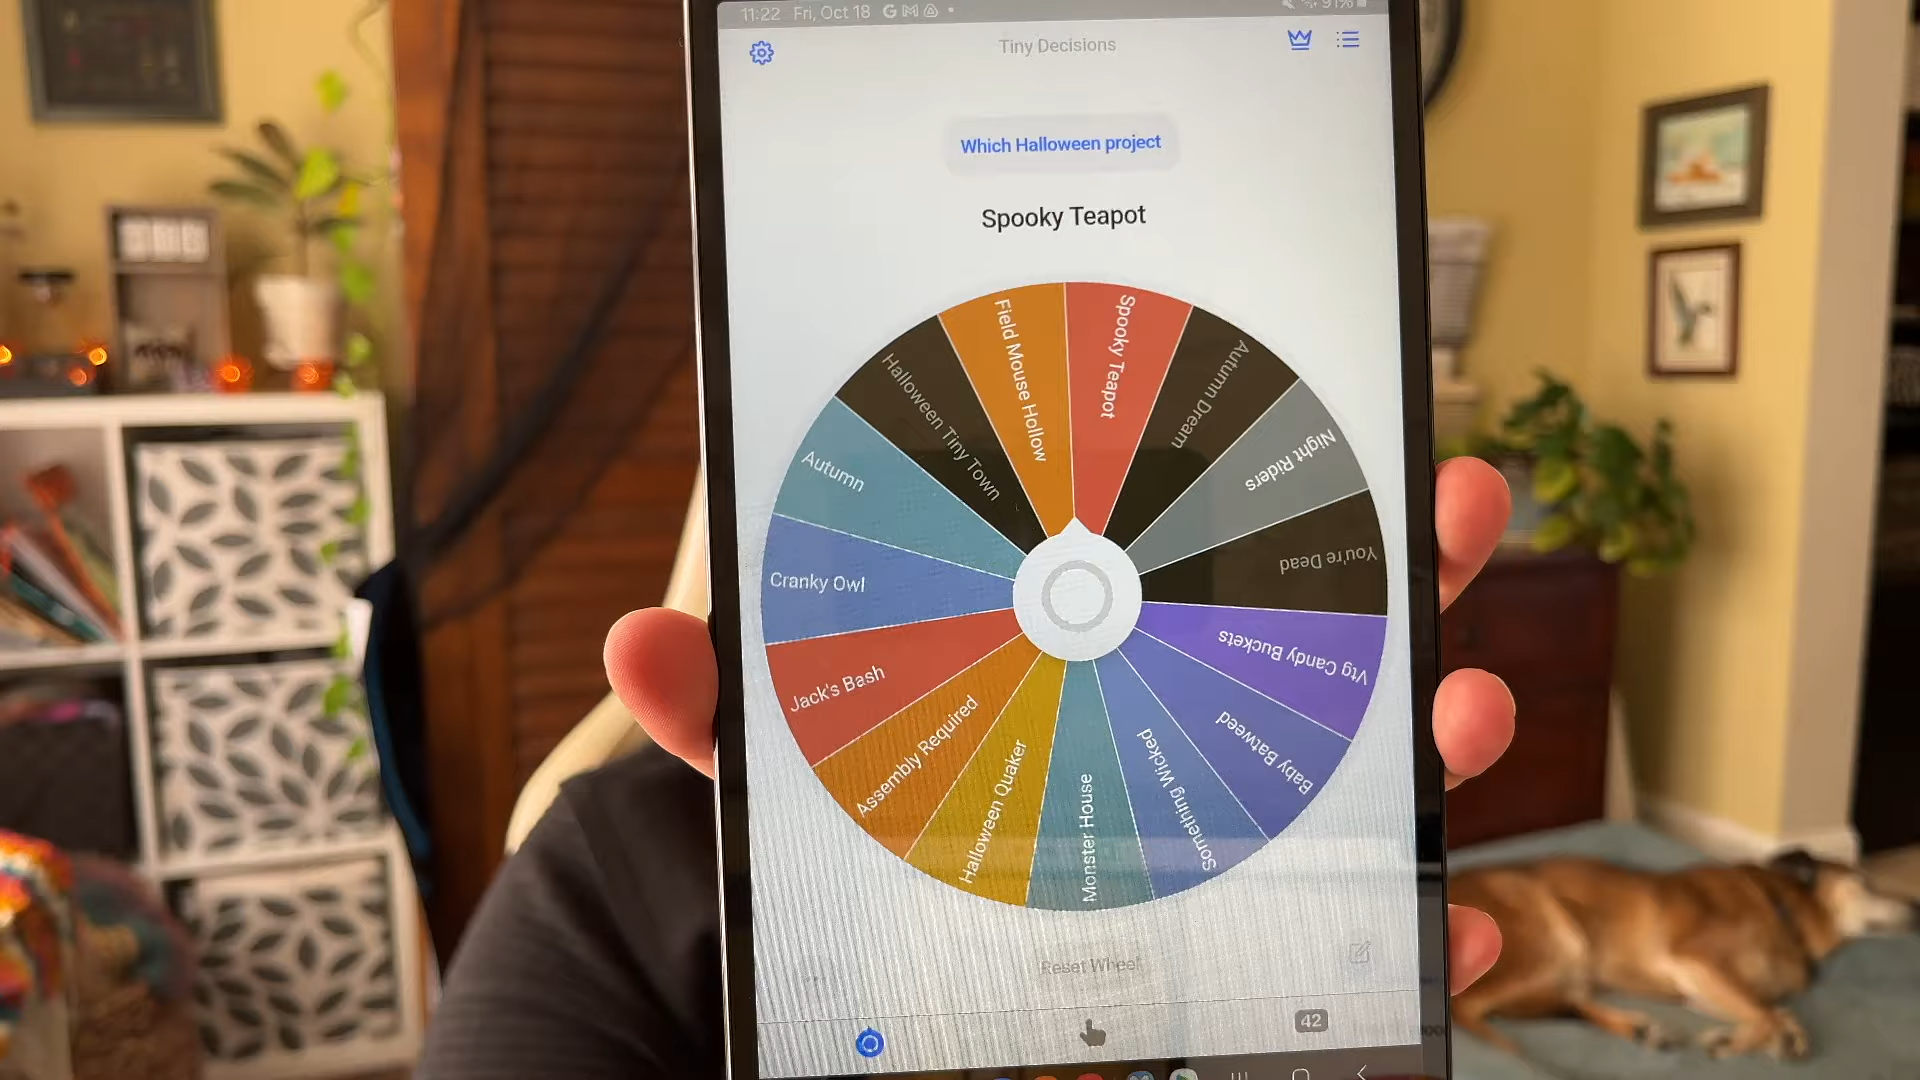 11:22 Fri, Oct 18
91%
Tiny Decisions
Which Halloween project
Spooky Teapot
Spooky Teapot
Autumn Dream
Night Riders
You're Dead
Vtg Candy Buckets
Baby Batweed
Something Wicked
Monster House
Halloween Quaker
Assembly Required
Jack's Bash
Cranky Owl
Autumn
Halloween Tiny Town
Field Mouse Hollow
Reset Wheel
42